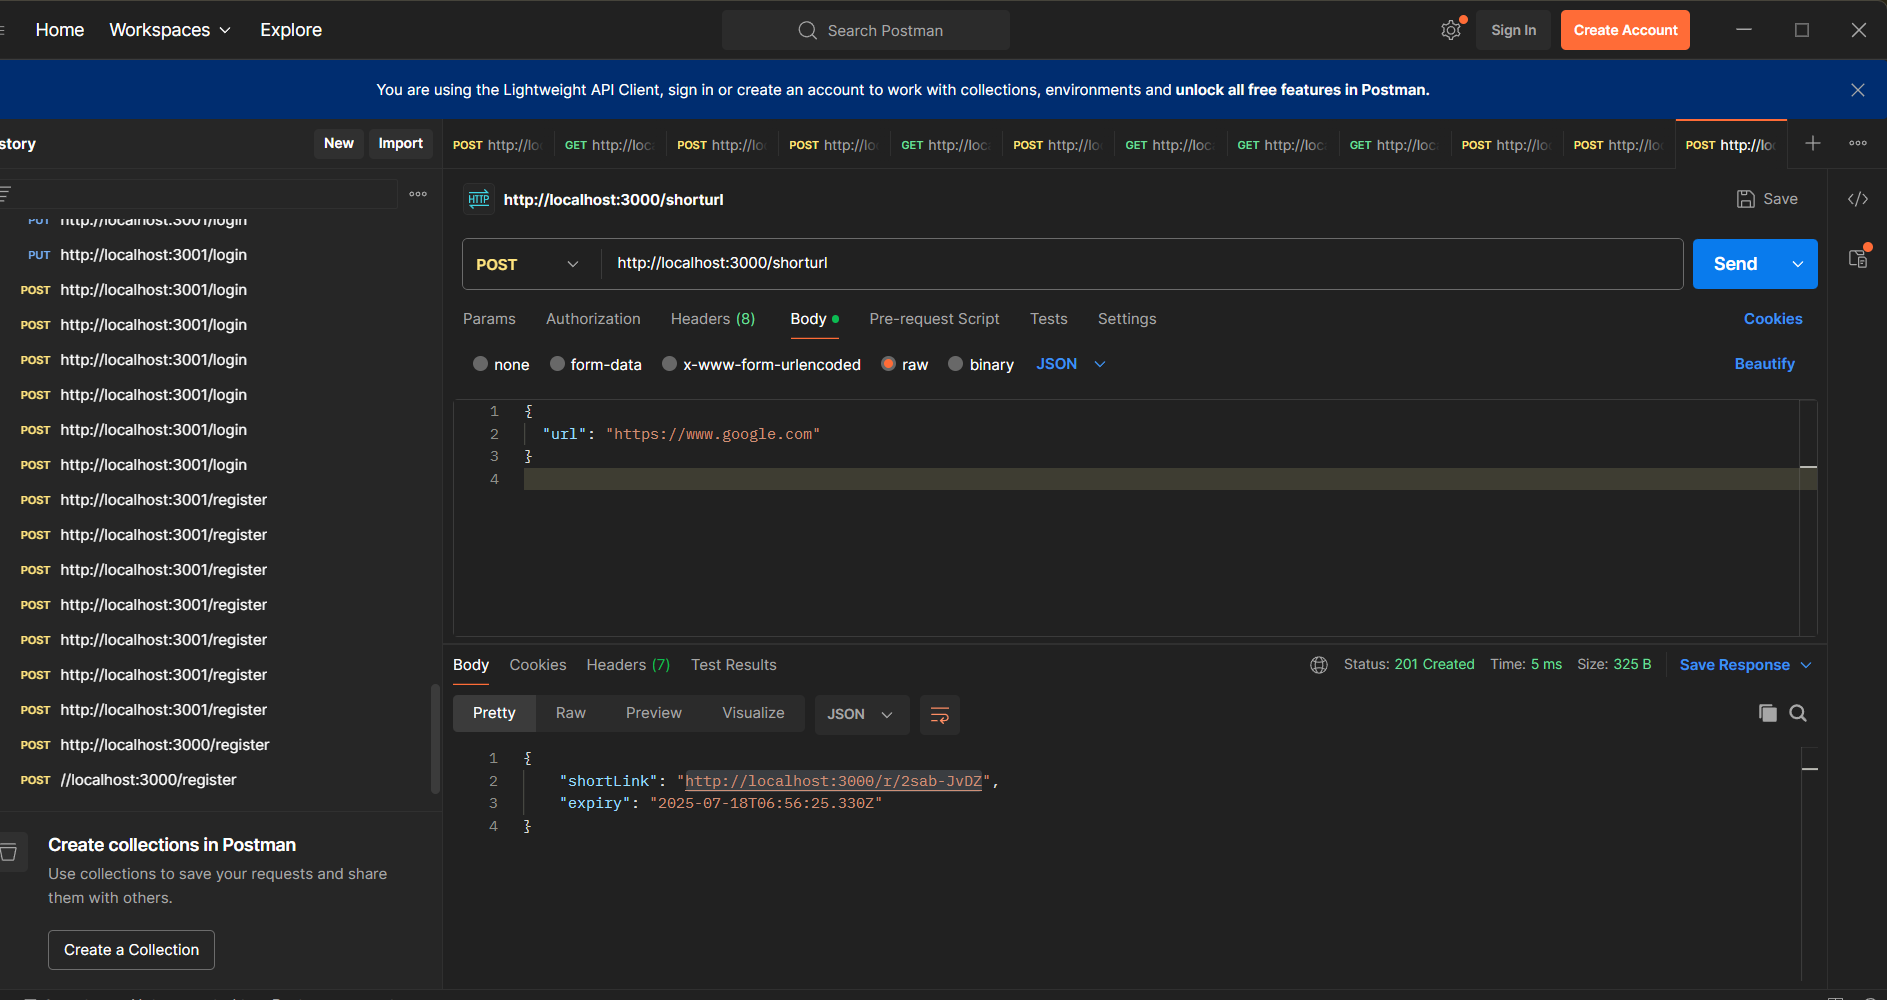 Home Workspaces Explore Search Postman Sign In Create Account
You are using the Lightweight API Client, sign in or create an account to work with collections, environments and unlock all free features in Postman.
story New Import
PUT http://localhost:3001/login
PUT http://localhost:3001/login
POST http://localhost:3001/login
POST http://localhost:3001/login
POST http://localhost:3001/login
POST http://localhost:3001/login
POST http://localhost:3001/login
POST http://localhost:3001/login
POST http://localhost:3001/register
POST http://localhost:3001/register
POST http://localhost:3001/register
POST http://localhost:3001/register
POST http://localhost:3001/register
POST http://localhost:3001/register
POST http://localhost:3001/register
POST http://localhost:3000/register
POST //localhost:3000/register
Create collections in Postman
Use collections to save your requests and share
them with others.
Create a Collection
POST http://loc GET http://loc POST http://loc POST http://loc GET http://loc POST http://loc GET http://loc GET http://loc GET http://loc POST http://loc POST http://loc POST http://loc
HTTP http://localhost:3000/shorturl Save
POST http://localhost:3000/shorturl Send
Params Authorization Headers (8) Body Pre-request Script Tests Settings Cookies
none form-data x-www-form-urlencoded raw binary JSON Beautify
1 {
2 "url": "https://www.google.com"
3 }
4
Body Cookies Headers (7) Test Results Status: 201 Created Time: 5 ms Size: 325 B Save Response
Pretty Raw Preview Visualize JSON
1 {
2 "shortLink": "http://localhost:3000/r/2sab-JvDZ",
3 "expiry": "2025-07-18T06:56:25.330Z"
4 }